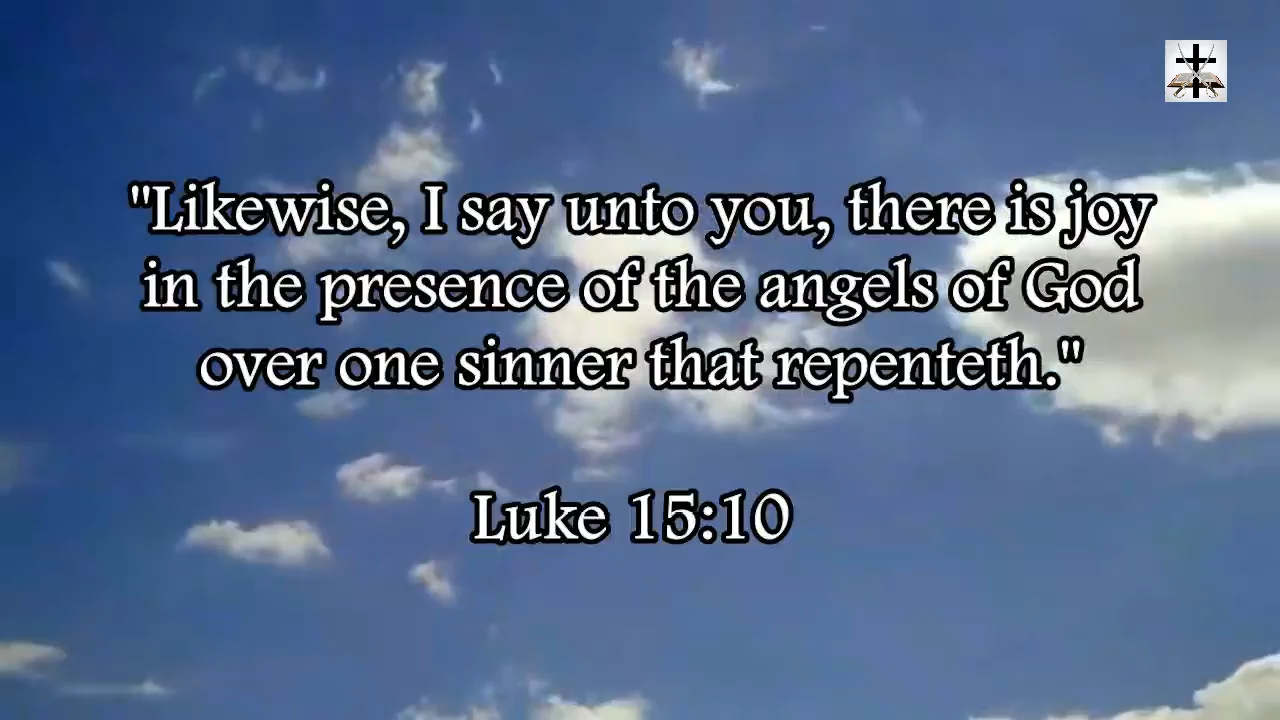 "Likewise, I say unto you, there is joy
in the presence of the angels of God
over one sinner that repenteth."
Luke 15:10